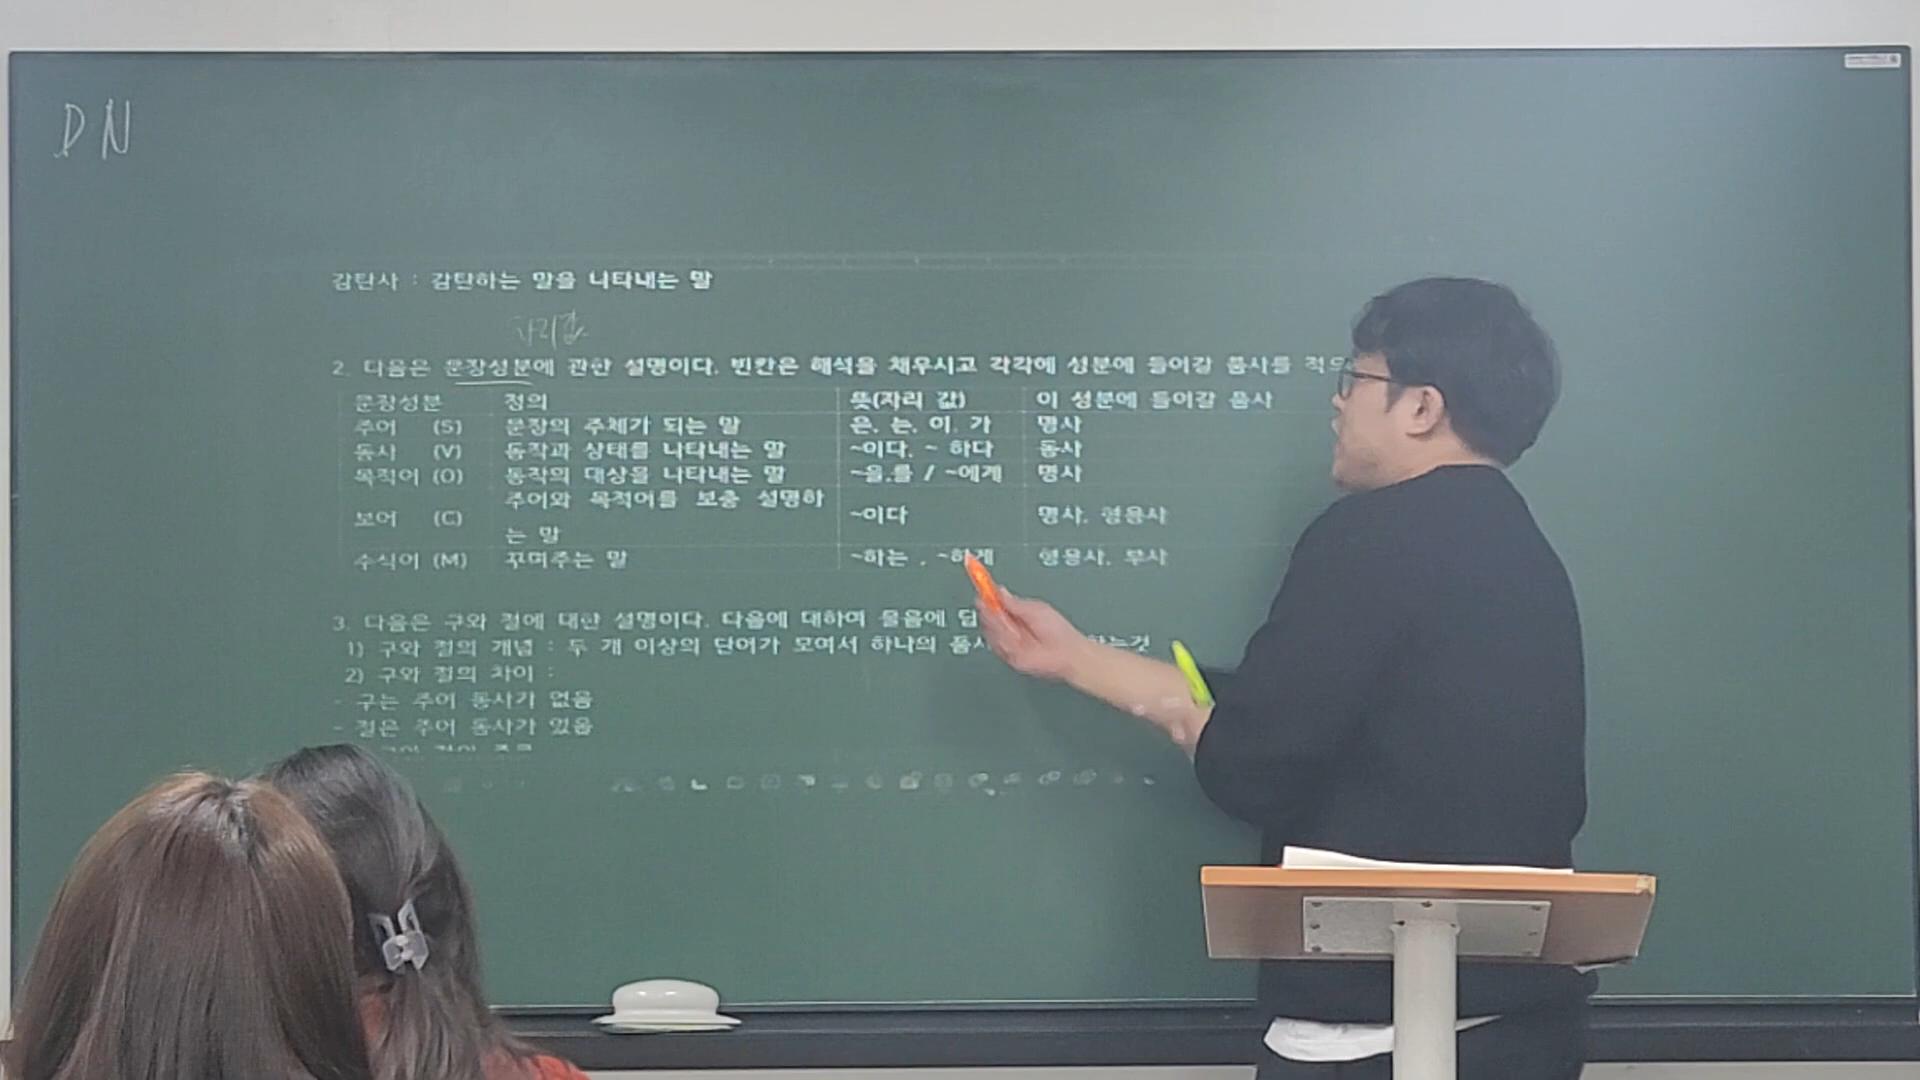 DN
감탄사 : 감탄하는 말을 나타내는 말
자리값
2. 다음은 문장성분에 관한 설명이다. 빈칸은 해석을 채우시고 각각에 성분에 들어갈 품사를 적으
문장성분 정의 뜻(자리 값) 이 성분에 들어갈 품사
주어 (S) 문장의 주체가 되는 말 은, 는, 이, 가 명사
동사 (V) 동작과 상태를 나타내는 말 ~이다, ~ 하다 동사
목적어 (O) 동작의 대상을 나타내는 말 ~을,를 / ~에게 명사
보어 (C) 주어와 목적어를 보충 설명하는 말 ~이다 명사, 형용사
수식어 (M) 꾸며주는 말 ~하는 , ~하게 형용사, 부사
3. 다음은 구와 절에 대한 설명이다. 다음에 대하여 물음에 답
1) 구와 절의 개념 : 두 개 이상의 단어가 모여서 하나의 품사 하는것
2) 구와 절의 차이 :
- 구는 주어 동사가 없음
- 절은 주어 동사가 있음